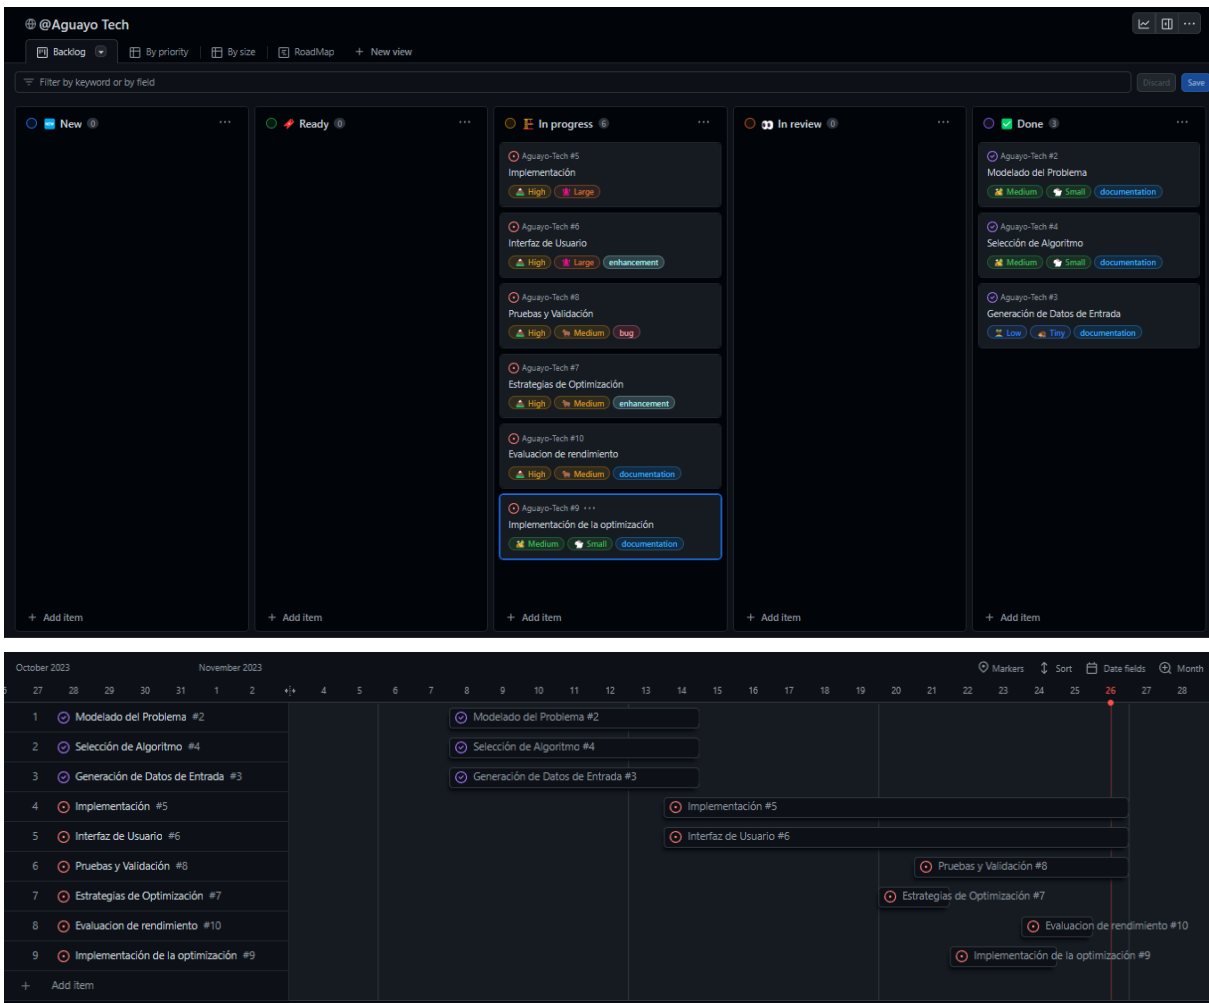 @Aguayo Tech
Backlog By priority By size RoadMap + New view
Filter by keyword or by field Discard Save
New 0
Ready 0
In progress 6
In review 0
Done 3
Aguayo-Tech #5
Implementación
High Large
Aguayo-Tech #6
Interfaz de Usuario
High Large enhancement
Aguayo-Tech #8
Pruebas y Validación
High Medium bug
Aguayo-Tech #7
Estrategias de Optimización
High Medium enhancement
Aguayo-Tech #10
Evaluacion de rendimiento
High Medium documentation
Aguayo-Tech #9 ...
Implementación de la optimización
Medium Small documentation
Aguayo-Tech #2
Modelado del Problema
Medium Small documentation
Aguayo-Tech #4
Selección de Algoritmo
Medium Small documentation
Aguayo-Tech #3
Generación de Datos de Entrada
Low Tiny documentation
+ Add item + Add item + Add item + Add item + Add item
October 2023 November 2023 Markers Sort Date fields Month
27 28 29 30 31 1 2 4 5 6 7 8 9 10 11 12 13 14 15 16 17 18 19 20 21 22 23 24 25 26 27 28
1 Modelado del Problema #2 Modelado del Problema #2
2 Selección de Algoritmo #4 Selección de Algoritmo #4
3 Generación de Datos de Entrada #3 Generación de Datos de Entrada #3
4 Implementación #5 Implementación #5
5 Interfaz de Usuario #6 Interfaz de Usuario #6
6 Pruebas y Validación #8 Pruebas y Validación #8
7 Estrategias de Optimización #7 Estrategias de Optimización #7
8 Evaluacion de rendimiento #10 Evaluacion de rendimiento #10
9 Implementación de la optimización #9 Implementación de la optimización #9
+ Add item